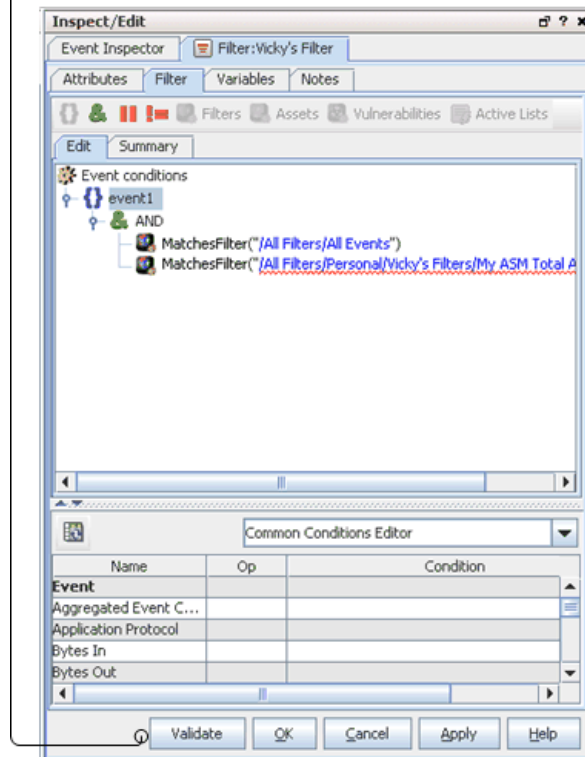 Inspect/Edit
Event Inspector Filter:Vicky's Filter
Attributes Filter Variables Notes
Filters Assets Vulnerabilities Active Lists
Edit Summary
Event conditions
event1
AND
MatchesFilter("/All Filters/All Events")
MatchesFilter("/All Filters/Personal/Vicky's Filters/My ASM Total A
Common Conditions Editor
Name Op Condition
Event
Aggregated Event C...
Application Protocol
Bytes In
Bytes Out
Validate OK Cancel Apply Help